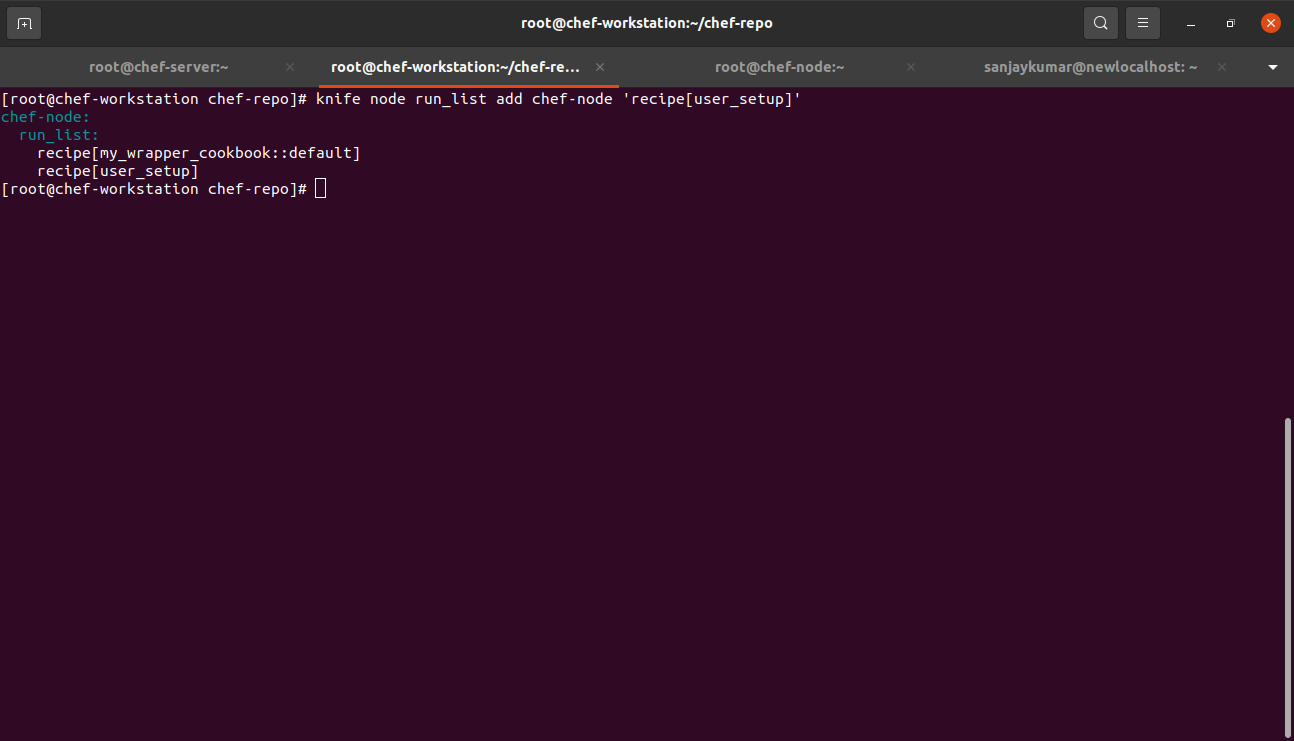 root@chef-workstation:~/chef-repo
root@chef-server:~
root@chef-workstation:~/chef-re...
root@chef-node:~
sanjaykumar@newlocalhost: ~
[root@chef-workstation chef-repo]# knife node run_list add chef-node 'recipe[user_setup]'
chef-node:
  run_list:
    recipe[my_wrapper_cookbook::default]
    recipe[user_setup]
[root@chef-workstation chef-repo]#